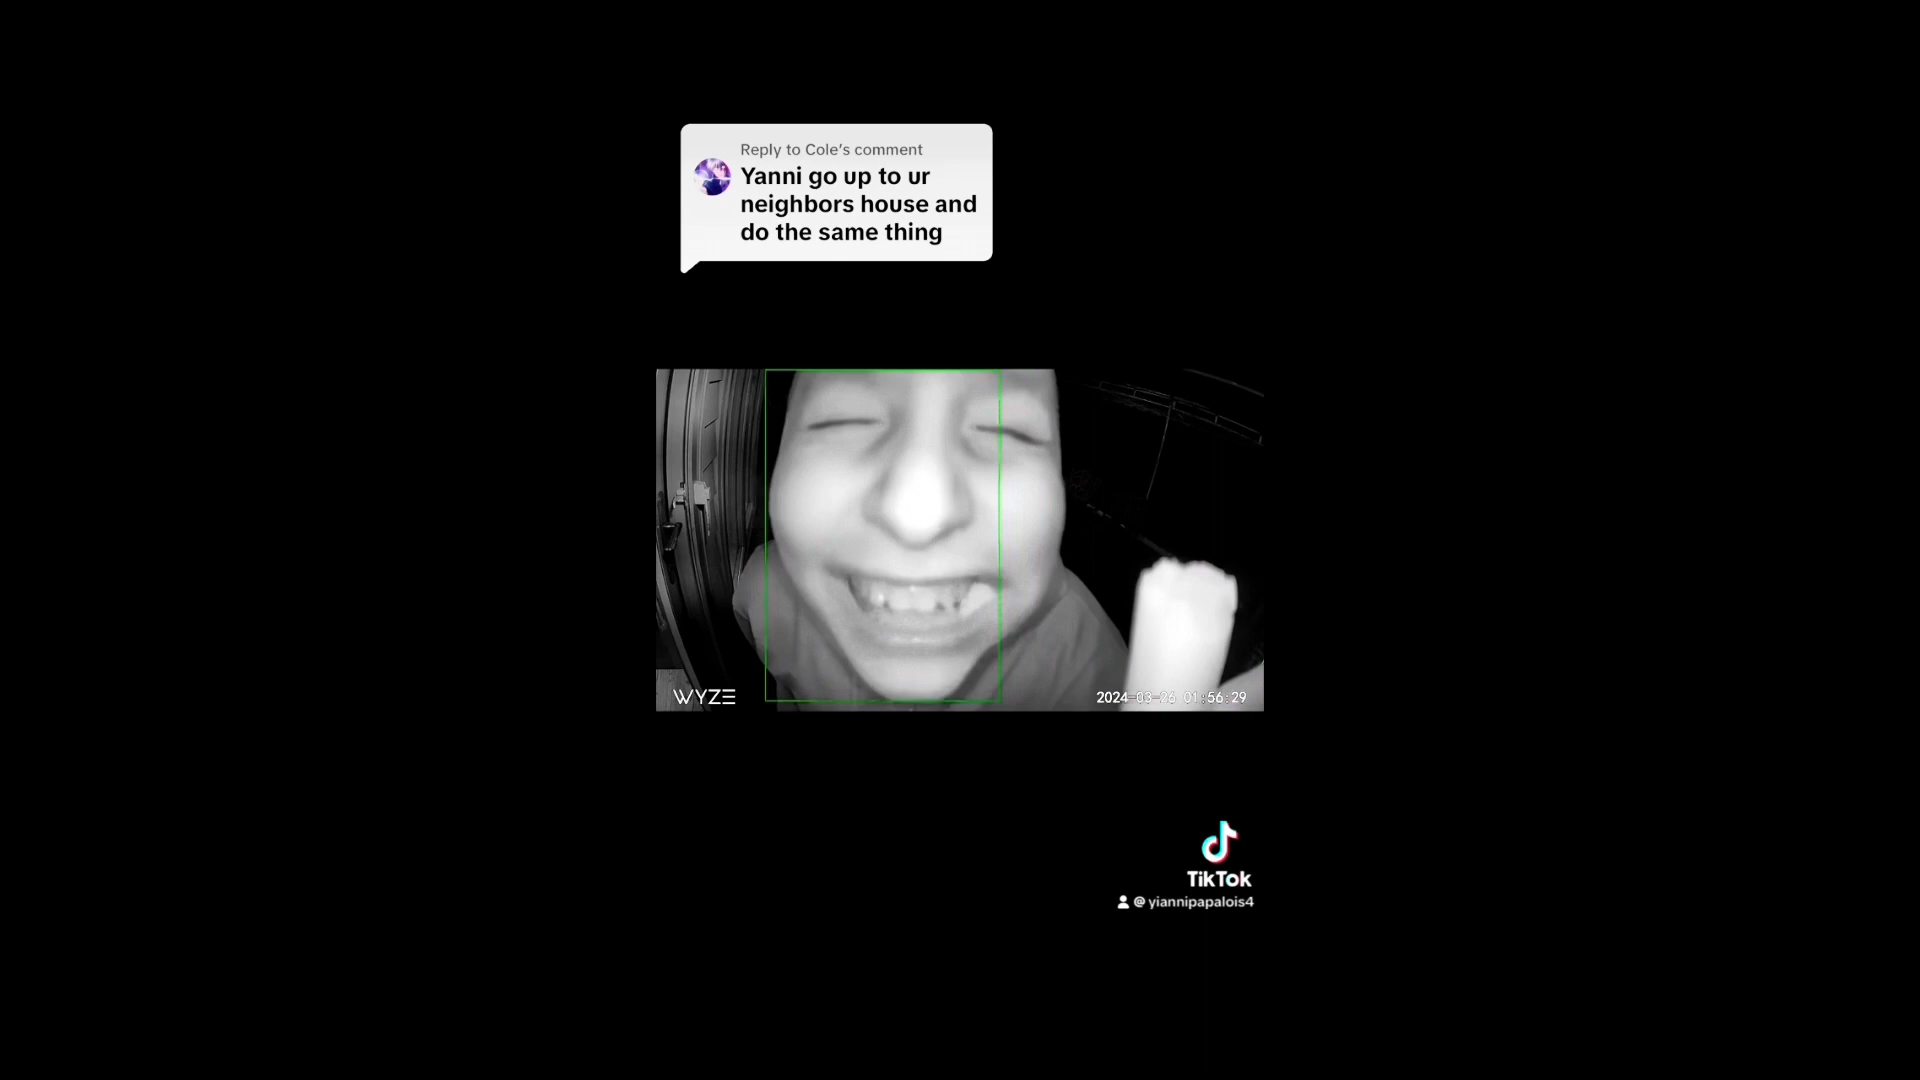 Reply to Cole's comment
Yanni go up to ur
neighbors house and
do the same thing
WYZE
2024-03-26 01:56:29
TikTok
@yiannipapalois4